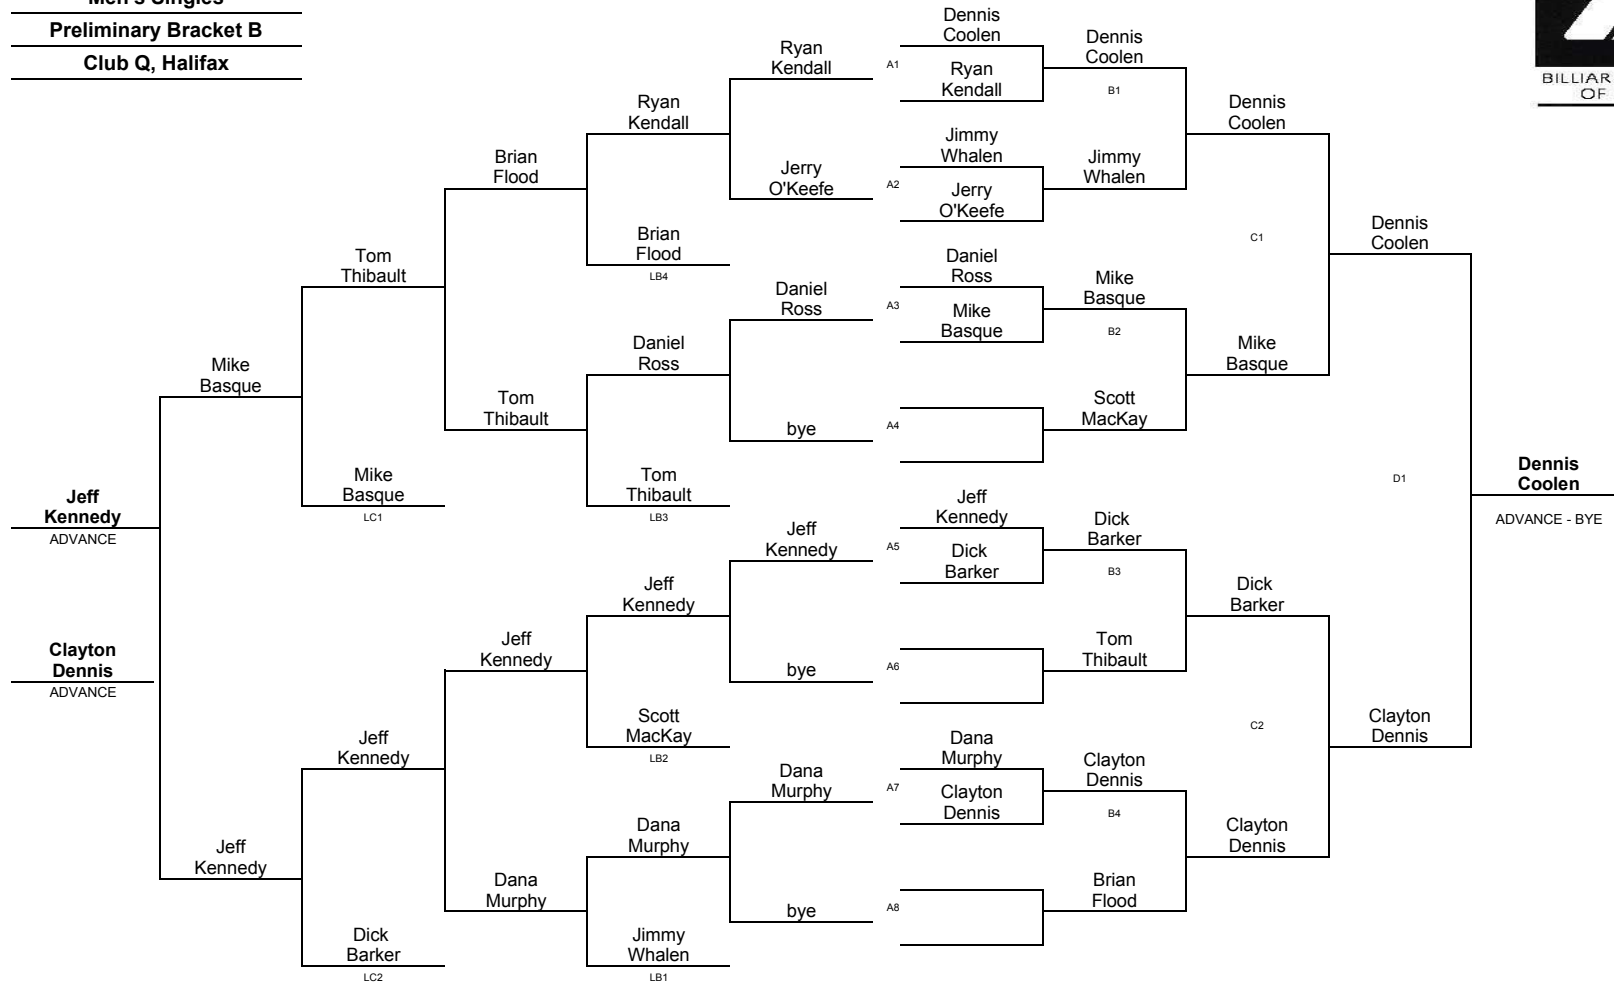 Men's Singles
Preliminary Bracket B
Club Q, Halifax
BILLIAR
OF
Jeff
Kennedy
ADVANCE
Clayton
Dennis
ADVANCE
Mike
Basque
Jeff
Kennedy
Tom
Thibault
Mike
Basque
LC1
Jeff
Kennedy
Dick
Barker
LC2
Brian
Flood
Tom
Thibault
Jeff
Kennedy
Dana
Murphy
Ryan
Kendall
Brian
Flood
LB4
Daniel
Ross
Tom
Thibault
LB3
Jeff
Kennedy
Scott
MacKay
LB2
Dana
Murphy
Jimmy
Whalen
LB1
Ryan
Kendall
Jerry
O'Keefe
Daniel
Ross
bye
Jeff
Kennedy
bye
Dana
Murphy
bye
A1
A2
A3
A4
A5
A6
A7
A8
Dennis
Coolen
Ryan
Kendall
Jimmy
Whalen
Jerry
O'Keefe
Daniel
Ross
Mike
Basque
Jeff
Kennedy
Dick
Barker
Dana
Murphy
Clayton
Dennis
Dennis
Coolen
B1
Jimmy
Whalen
Mike
Basque
B2
Scott
MacKay
Dick
Barker
B3
Tom
Thibault
Clayton
Dennis
B4
Brian
Flood
Dennis
Coolen
C1
Mike
Basque
Dick
Barker
C2
Clayton
Dennis
Dennis
Coolen
D1
Clayton
Dennis
Dennis
Coolen
ADVANCE - BYE